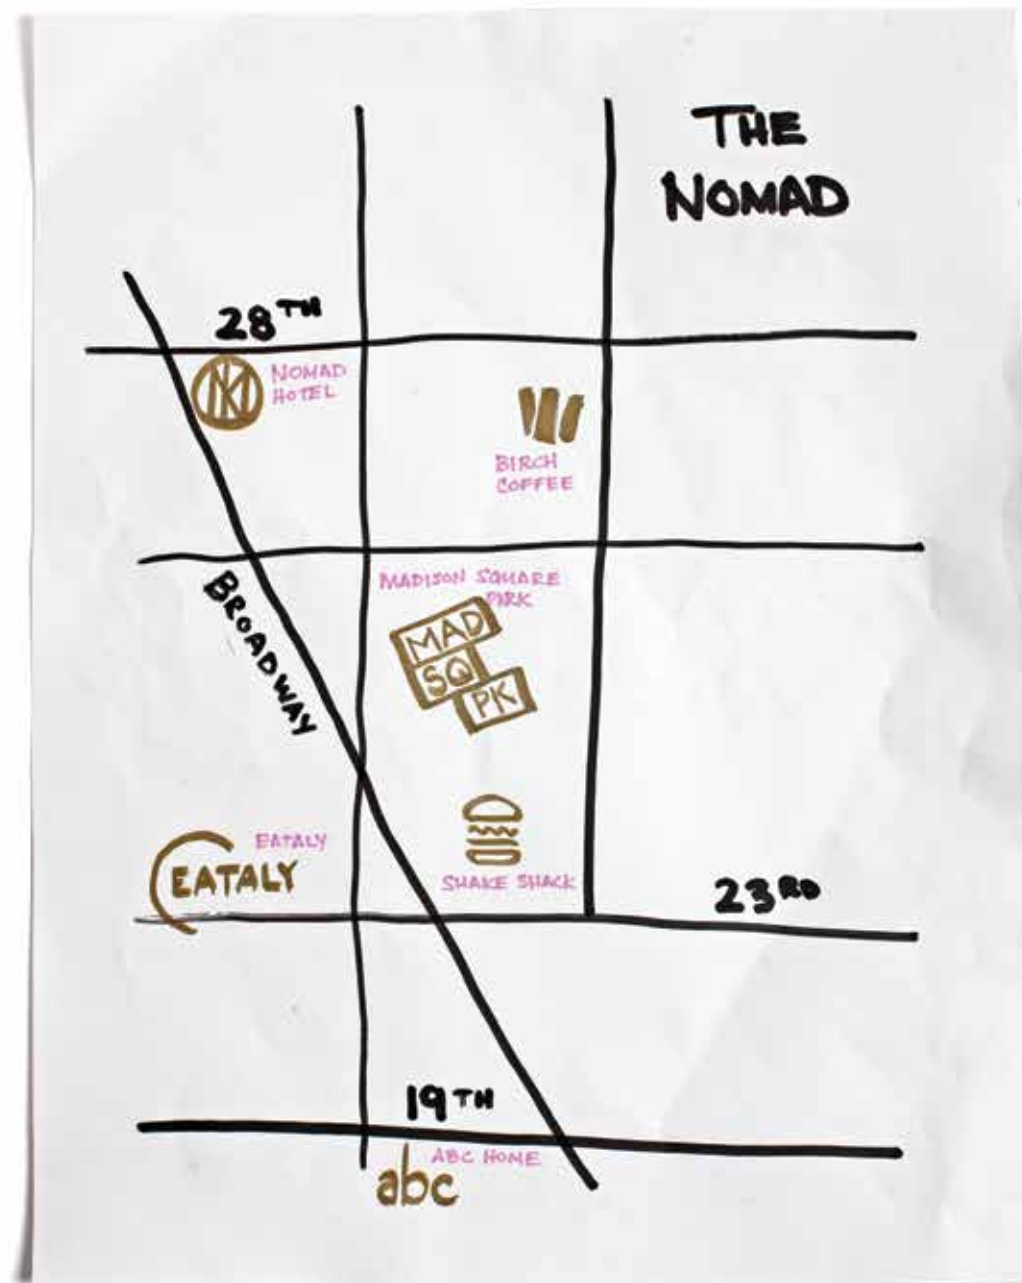 THE
NOMAD
28TH
NOMAD
HOTEL
BIRCH
COFFEE
MADISON SQUARE
PARK
MAD
SQ
PK
BROADWAY
EATALY
EATALY
SHAKE SHACK
23RD
19TH
ABC HOME
abc